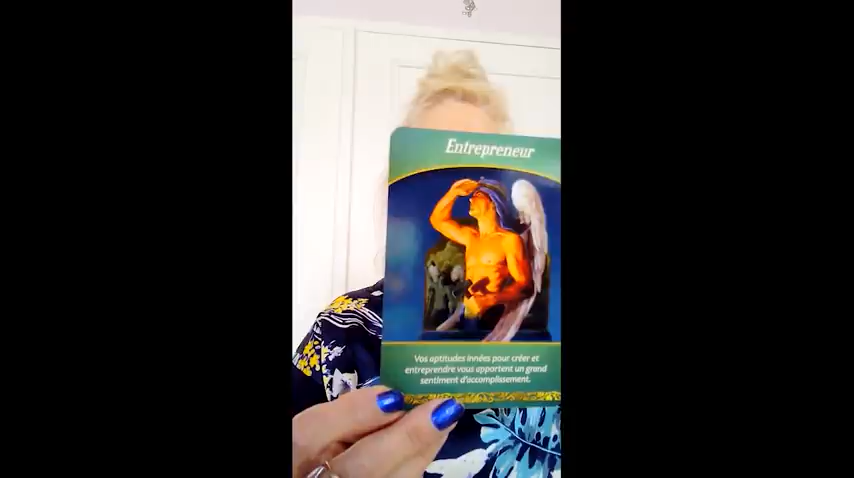 Entrepreneur
Vos aptitudes innées pour créer et
entreprendre vous apportent un grand
sentiment d'accomplissement.